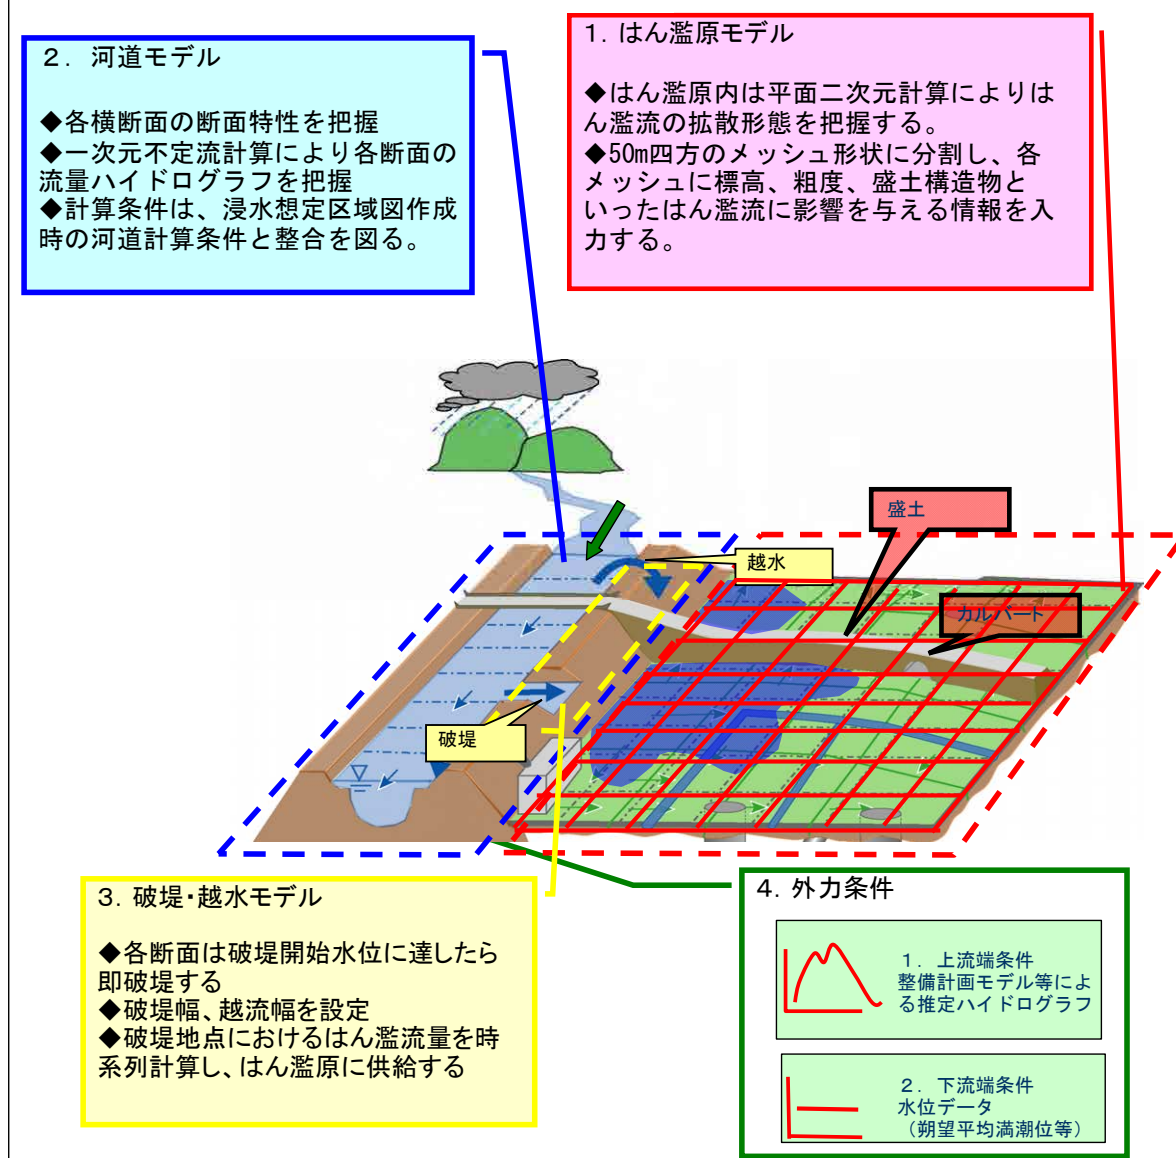 1. はん濫原モデル
◆はん濫原内は平面二次元計算によりは
ん濫流の拡散形態を把握する。
◆50m四方のメッシュ形状に分割し、各
メッシュに標高、粗度、盛土構造物と
いったはん濫流に影響を与える情報を入
力する。
２． 河道モデル
◆各横断面の断面特性を把握
◆一次元不定流計算により各断面の
流量ハイドログラフを把握
◆計算条件は、浸水想定区域図作成
時の河道計算条件と整合を図る。
盛土
越水
カルバート
破堤
３. 破堤・越水モデル
◆各断面は破堤開始水位に達したら
即破堤する
◆破堤幅、越流幅を設定
◆破堤地点におけるはん濫流量を時
系列計算し、はん濫原に供給する
４. 外力条件
１． 上流端条件
整備計画モデル等によ
る推定ハイドログラフ
２． 下流端条件
水位データ
（朔望平均満潮位等）